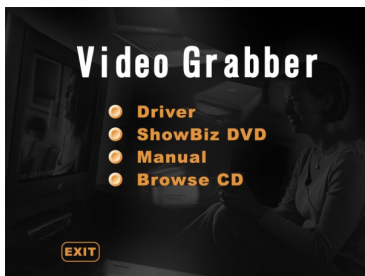 Video Grabber
Driver
ShowBiz DVD
Manual
Browse CD
EXIT